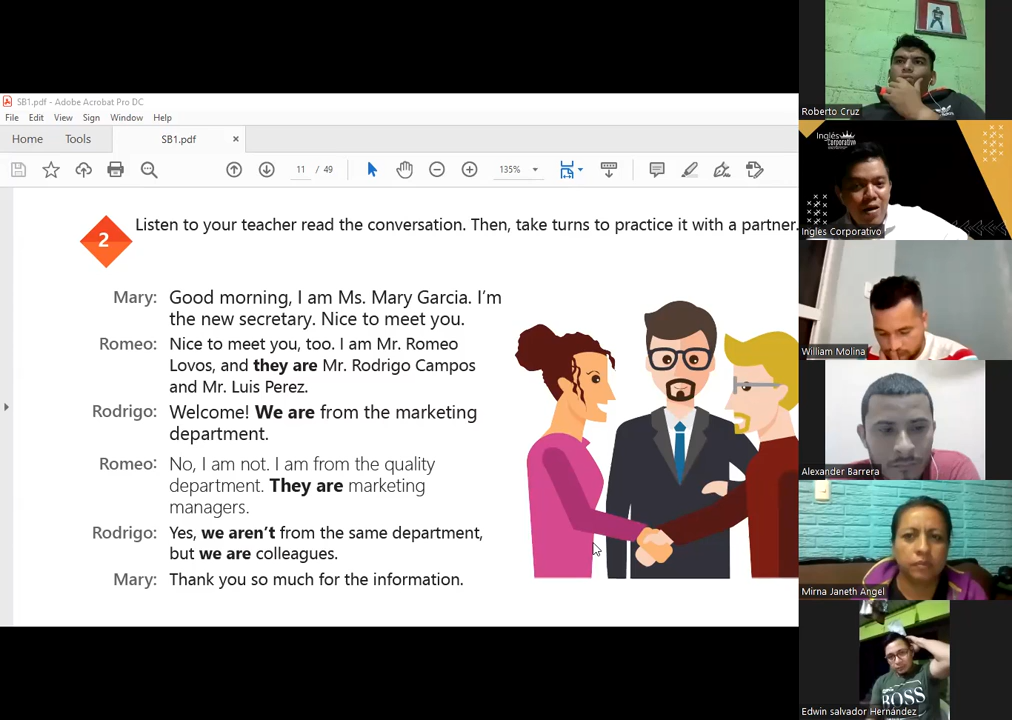 SB1.pdf - Adobe Acrobat Pro DC
File Edit View Sign Window Help
Home Tools SB1.pdf ×
11 / 49 135%
2
Listen to your teacher read the conversation. Then, take turns to practice it with a partner.
Mary: Good morning, I am Ms. Mary Garcia. I'm
the new secretary. Nice to meet you.
Romeo: Nice to meet you, too. I am Mr. Romeo
Lovos, and they are Mr. Rodrigo Campos
and Mr. Luis Perez.
Rodrigo: Welcome! We are from the marketing
department.
Romeo: No, I am not. I am from the quality
department. They are marketing
managers.
Rodrigo: Yes, we aren't from the same department,
but we are colleagues.
Mary: Thank you so much for the information.
Roberto Cruz
Inglés
Corporativo
Ingles Corporativo
William Molina
Alexander Barrera
Mirna Janeth Angel
BOSS
Edwin salvador Hernández